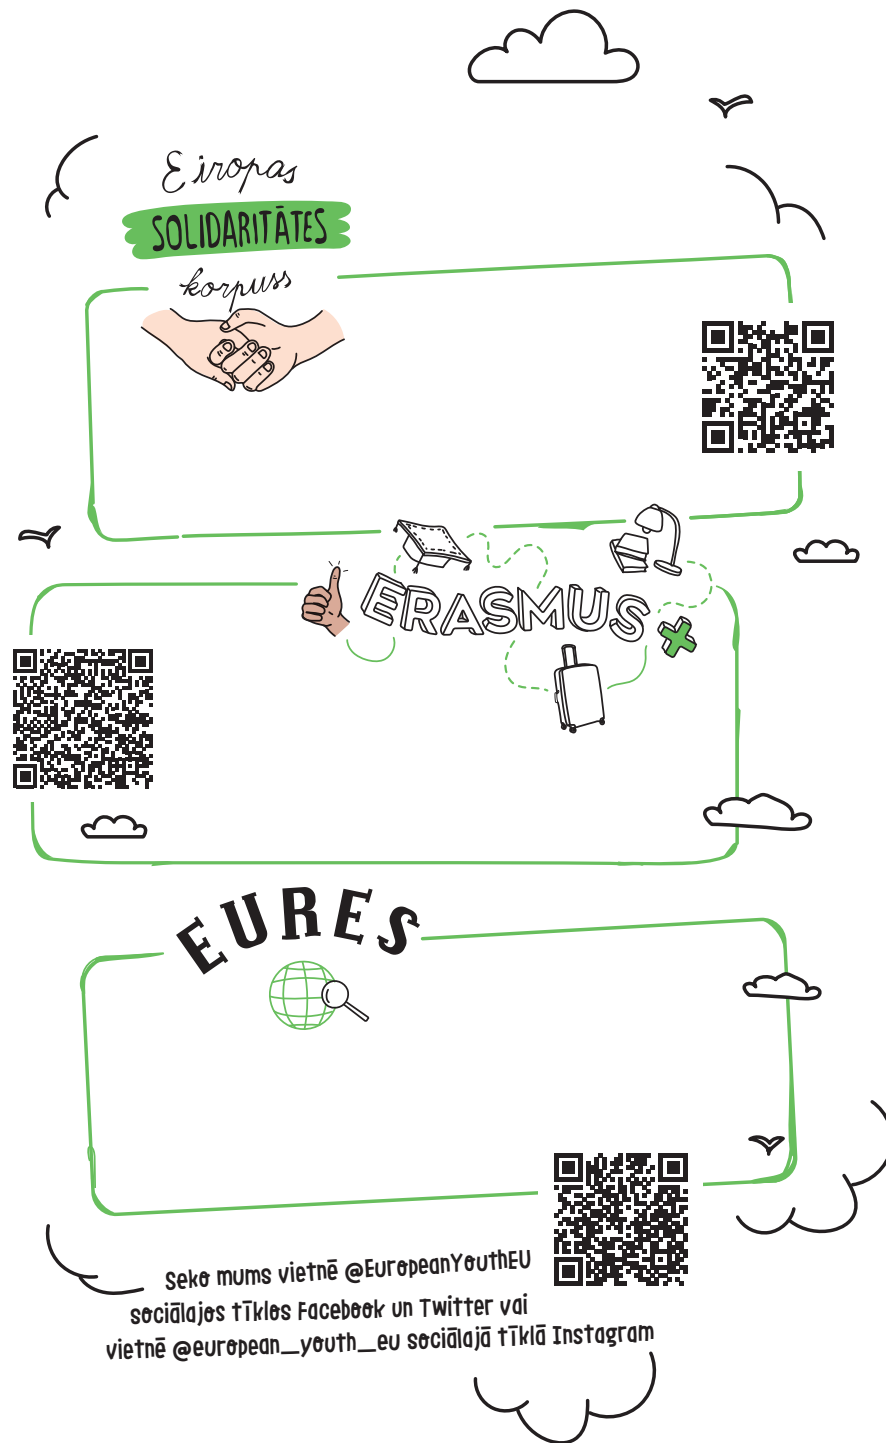 Eiropas
SOLIDARITĀTES
korpuss
ERASMUS+
EURES
Seko mums vietnē @EuropeanYouthEU
sociālajos tīklos Facebook un Twitter vai
vietnē @european_youth_eu sociālajā tīklā Instagram